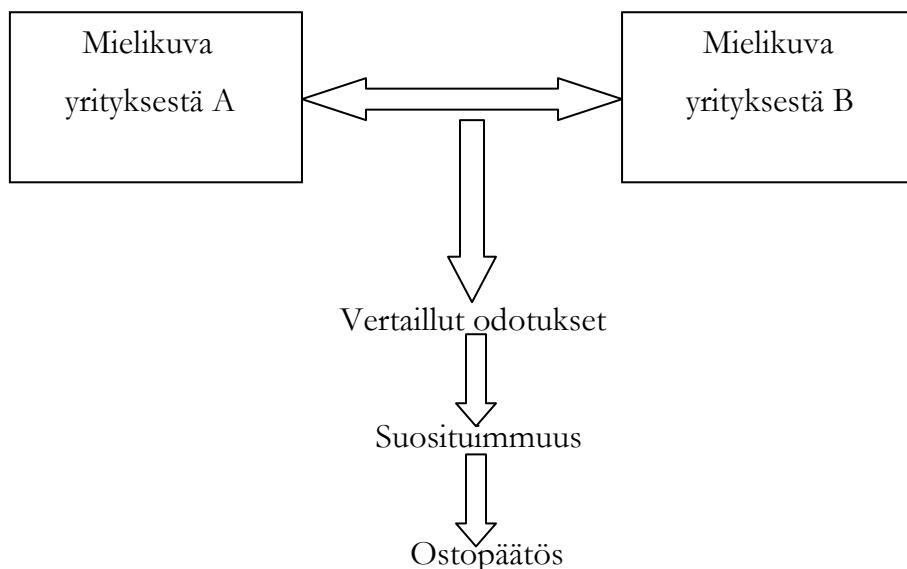 Mielikuva
yrityksestä A
Mielikuva
yrityksestä B
Vertaillut odotukset
Suosituimmuus
Ostopäätös